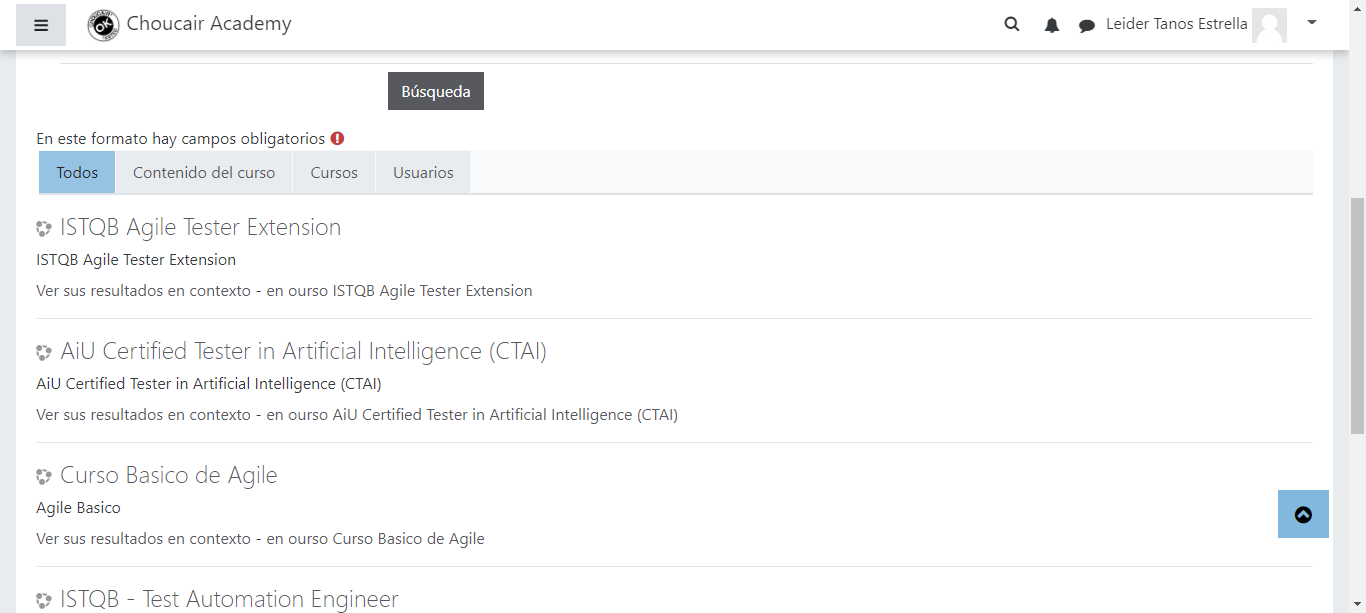 Choucair Academy
Leider Tanos Estrella
Búsqueda
En este formato hay campos obligatorios
Todos Contenido del curso Cursos Usuarios
ISTQB Agile Tester Extension
ISTQB Agile Tester Extension
Ver sus resultados en contexto - en ourso ISTQB Agile Tester Extension
AiU Certified Tester in Artificial Intelligence (CTAI)
AiU Certified Tester in Artificial Intelligence (CTAI)
Ver sus resultados en contexto - en ourso AiU Certified Tester in Artificial Intelligence (CTAI)
Curso Basico de Agile
Agile Basico
Ver sus resultados en contexto - en ourso Curso Basico de Agile
ISTQB - Test Automation Engineer